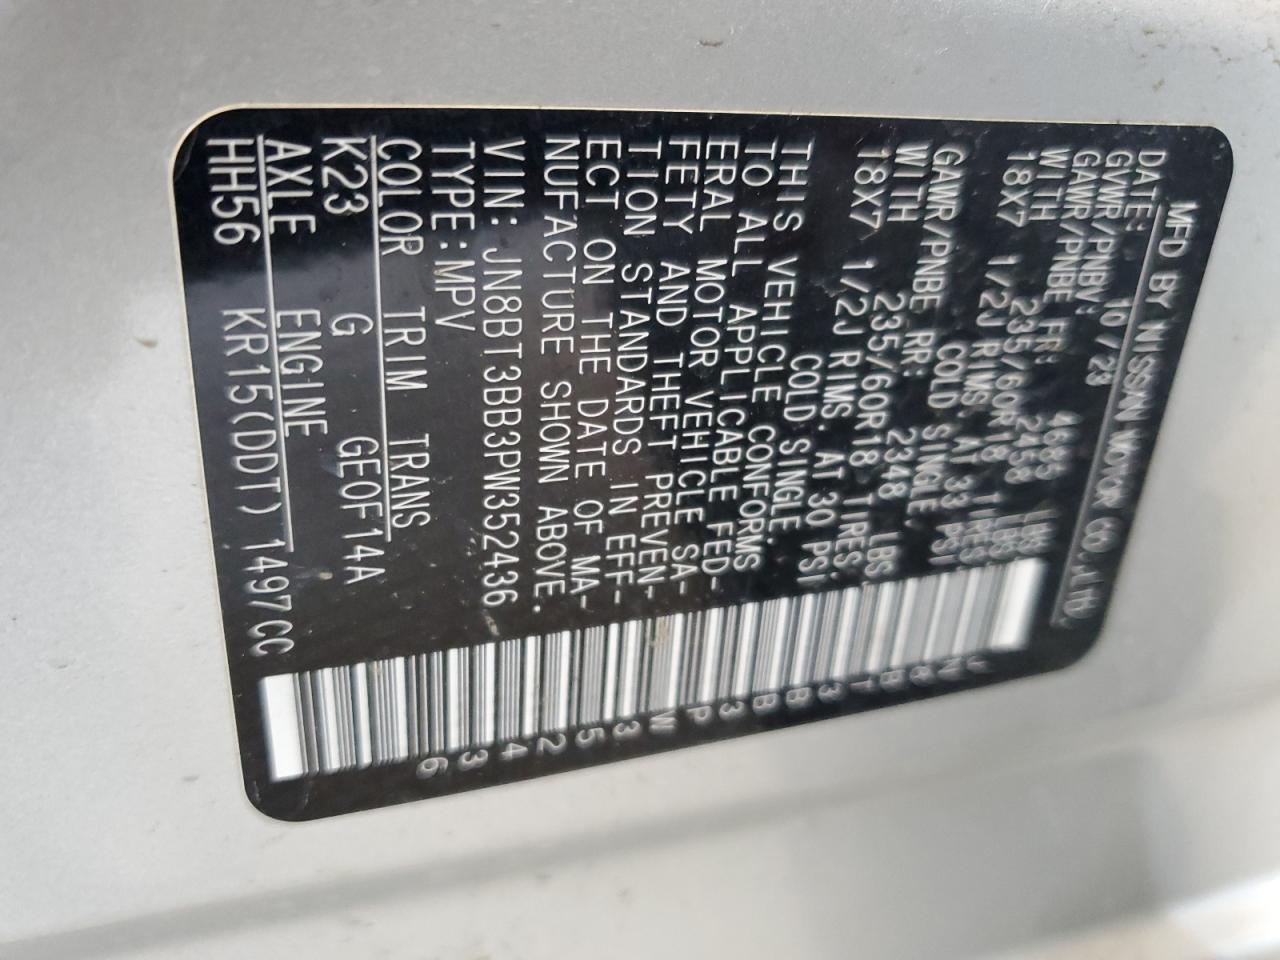 MFD BY NISSAN MOTOR CO.,LTD.
DATE: 10/23
GVWR/PNBV: 4685 LBS
GAWR/PNBE FR: 2458 LBS
WITH 235/60R18 TIRES,
18X7 1/2J RIMS, AT 33 PSI
COLD SINGLE.
GAWR/PNBE RR: 2348 LBS
WITH 235/60R18 TIRES,
18X7 1/2J RIMS, AT 30 PSI
COLD SINGLE.
THIS VEHICLE CONFORMS
TO ALL APPLICABLE FED-
ERAL MOTOR VEHICLE SA-
FETY AND THEFT PREVEN-
TION STANDARDS IN EFF-
ECT ON THE DATE OF MA-
NUFACTURE SHOWN ABOVE.
VIN: JN8BT3BB3PW352436
TYPE:MPV
COLOR TRIM TRANS
K23 G GE0F14A
AXLE ENGINE
HH56 KR15(DDT) 1497CC
JN8BT3BB3PW352436